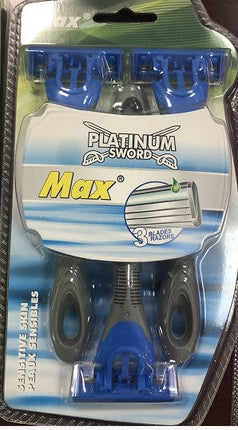 Max®
PLATINUM
SWORD
Max®
3 BLADES
RAZORS
SENSITIVE SKIN
PEAUX SENSIBLES